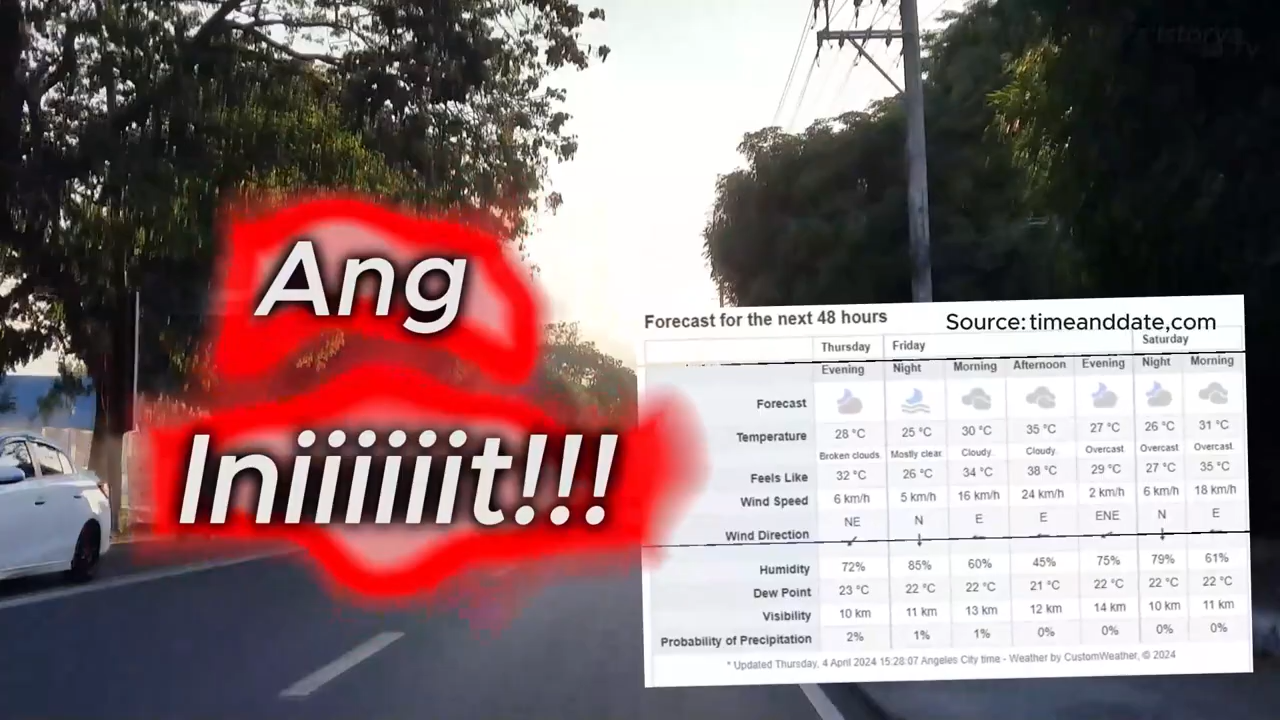 istorya
Tv
Ang
Iniiiiiit!!!
Forecast for the next 48 hours
Source: timeanddate,com
Thursday Friday Saturday
Evening Night Morning Afternoon Evening Night Morning
Forecast
Temperature 28 °C 25 °C 30 °C 35 °C 27 °C 26 °C 31 °C
Broken clouds. Mostly clear. Cloudy. Cloudy. Overcast. Overcast. Overcast.
Feels Like 32 °C 26 °C 34 °C 38 °C 29 °C 27 °C 35 °C
Wind Speed 6 km/h 5 km/h 16 km/h 24 km/h 2 km/h 6 km/h 18 km/h
Wind Direction NE N E E ENE N E
Humidity 72% 85% 60% 45% 75% 79% 61%
Dew Point 23 °C 22 °C 22 °C 21 °C 22 °C 22 °C 22 °C
Visibility 10 km 11 km 13 km 12 km 14 km 10 km 11 km
Probability of Precipitation 2% 1% 1% 0% 0% 0% 0%
* Updated Thursday, 4 April 2024 15:28:07 Angeles City time - Weather by CustomWeather, © 2024